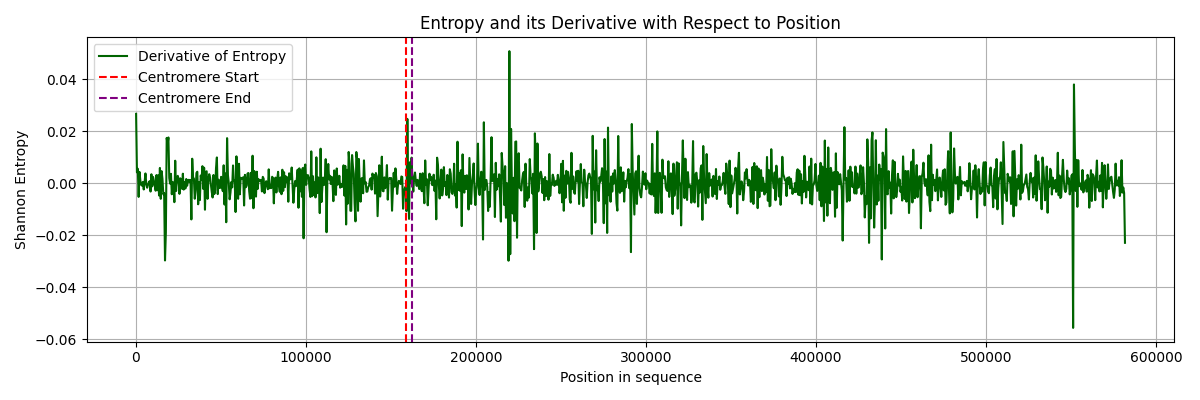 Entropy and its Derivative with Respect to Position
Derivative of Entropy
Centromere Start
Centromere End
Shannon Entropy
0.04
0.02
0.00
−0.02
−0.04
−0.06
0
100000
200000
300000
400000
500000
600000
Position in sequence